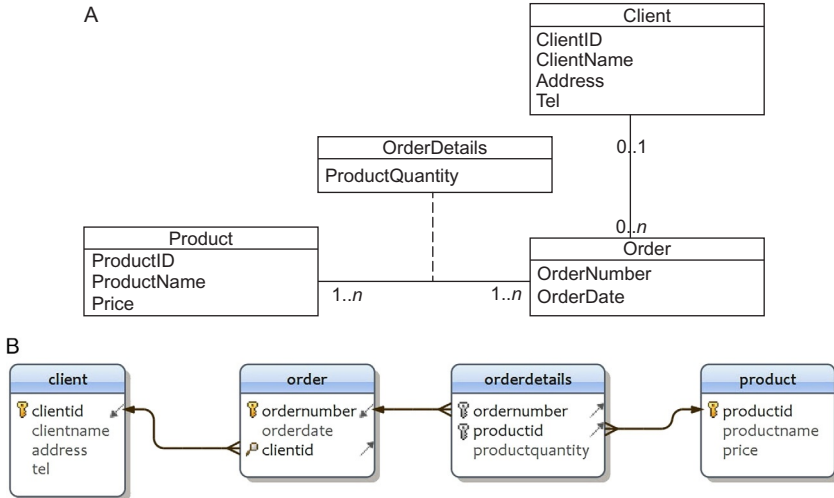 A
Client
ClientID
ClientName
Address
Tel
0..1
OrderDetails
ProductQuantity
0..n
Product
ProductID
ProductName
Price
1..n
1..n
Order
OrderNumber
OrderDate
B
client
clientid
clientname
address
tel
order
ordernumber
orderdate
clientid
orderdetails
ordernumber
productid
productquantity
product
productid
productname
price